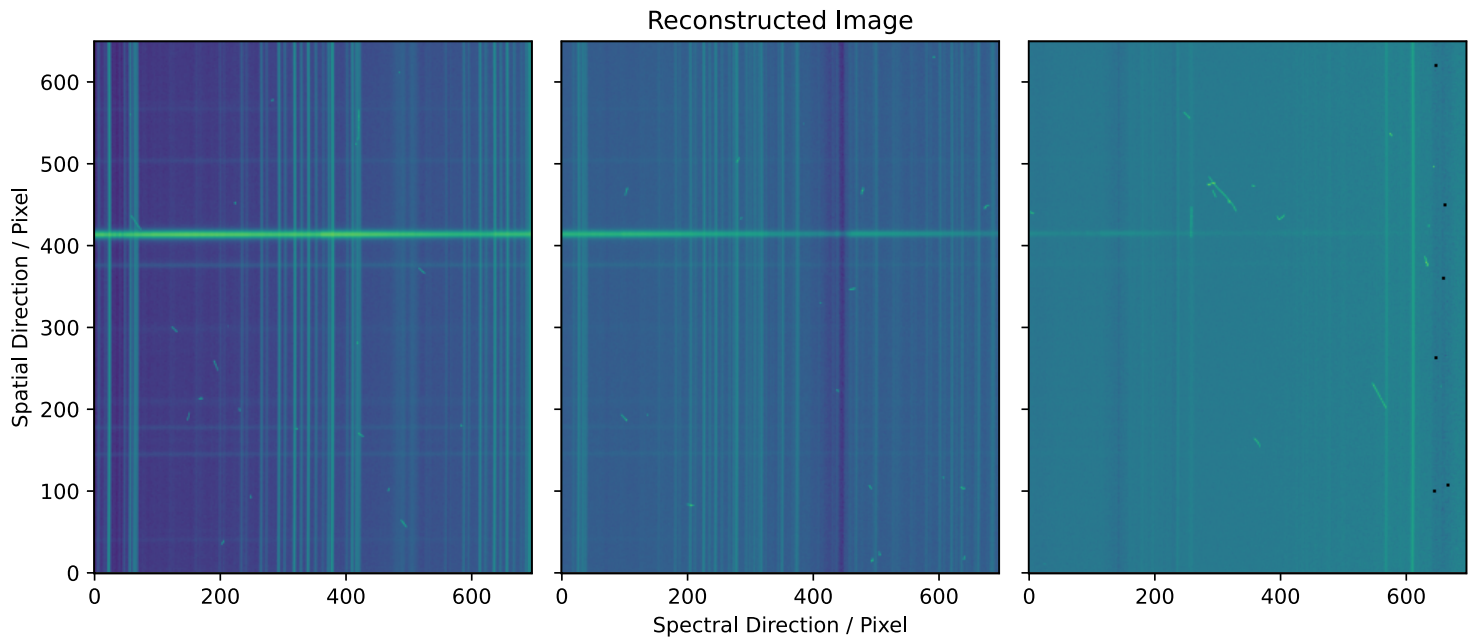 Reconstructed Image
Spatial Direction / Pixel
600
500
400
300
200
100
0
0 200 400 600
0 200 400 600
0 200 400 600
Spectral Direction / Pixel